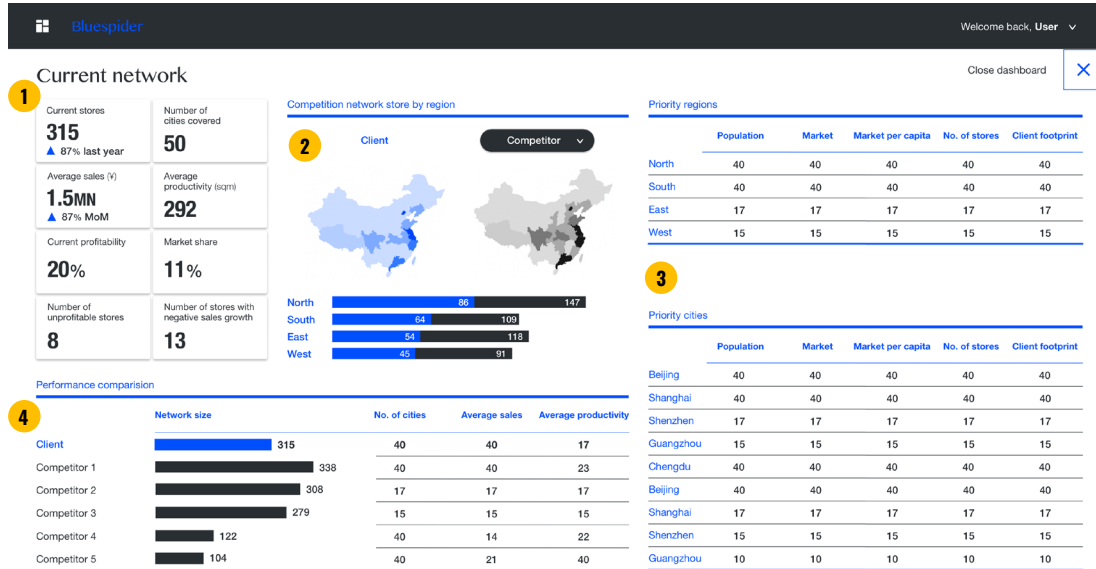 Bluespider
Welcome back, User
Current network
Close dashboard
1
Current stores
315
87% last year
Number of
cities covered
50
Average sales (¥)
1.5MN
87% MoM
Average
productivity (sqm)
292
Current profitability
20%
Market share
11%
Number of
unprofitable stores
8
Number of stores with
negative sales growth
13
Competition network store by region
2
Client
Competitor
North 86 147
South 64 109
East 54 118
West 45 91
Priority regions
Population Market Market per capita No. of stores Client footprint
North 40 40 40 40 40
South 40 40 40 40 40
East 17 17 17 17 17
West 15 15 15 15 15
3
Priority cities
Population Market Market per capita No. of stores Client footprint
Beijing 40 40 40 40 40
Shanghai 40 40 40 40 40
Shenzhen 17 17 17 17 17
Guangzhou 15 15 15 15 15
Chengdu 40 40 40 40 40
Beijing 40 40 40 40 40
Shanghai 17 17 17 17 17
Shenzhen 15 15 15 15 15
Guangzhou 10 10 10 10 10
Performance comparision
4
Network size No. of cities Average sales Average productivity
Client 315 40 40 17
Competitor 1 338 40 40 23
Competitor 2 308 17 17 17
Competitor 3 279 15 15 15
Competitor 4 122 40 14 22
Competitor 5 104 40 21 40